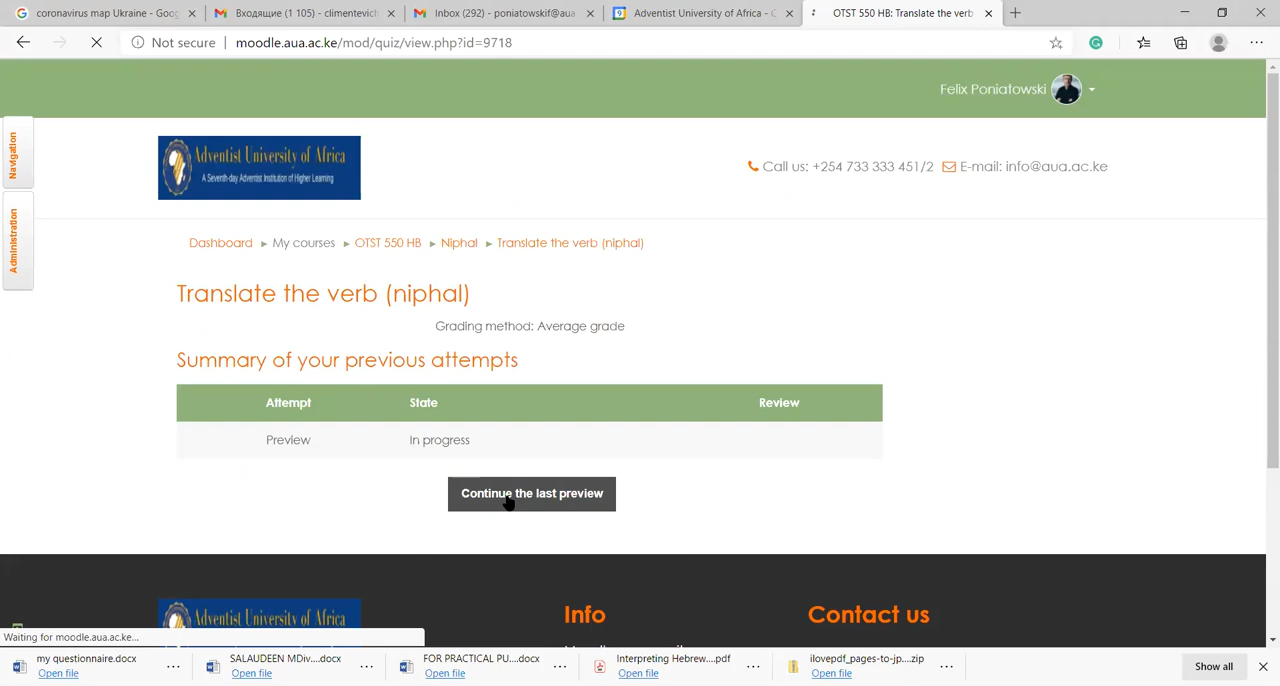 coronavirus map Ukraine - Goog
Входящие (1 105) - climentevich
Inbox (292) - poniatowskif@aua
Adventist University of Africa - C
OTST 550 HB: Translate the verb
Not secure
moodle.aua.ac.ke/mod/quiz/view.php?id=9718
Felix Poniatowski
Navigation
Administration
Adventist University of Africa
A Seventh-day Adventist Institution of Higher Learning
Call us: +254 733 333 451/2 E-mail: info@aua.ac.ke
Dashboard ► My courses ► OTST 550 HB ► Niphal ► Translate the verb (niphal)
Translate the verb (niphal)
Grading method: Average grade
Summary of your previous attempts
Attempt State Review
Preview In progress
Continue the last preview
Adventist University of Africa
Info
Contact us
Waiting for moodle.aua.ac.ke...
my questionnaire.docx
Open file
SALAUDEEN MDiv....docx
Open file
FOR PRACTICAL PU....docx
Open file
Interpreting Hebrew....pdf
Open file
ilovepdf_pages-to-jp....zip
Open file
Show all